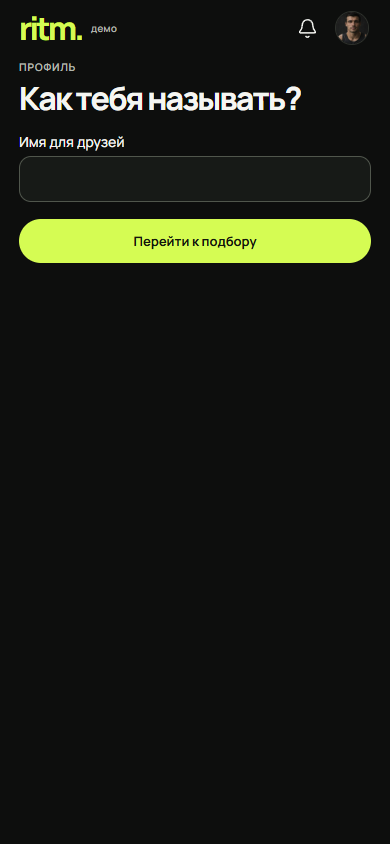 ritm. демо
ПРОФИЛЬ
Как тебя называть?
Имя для друзей
Перейти к подбору